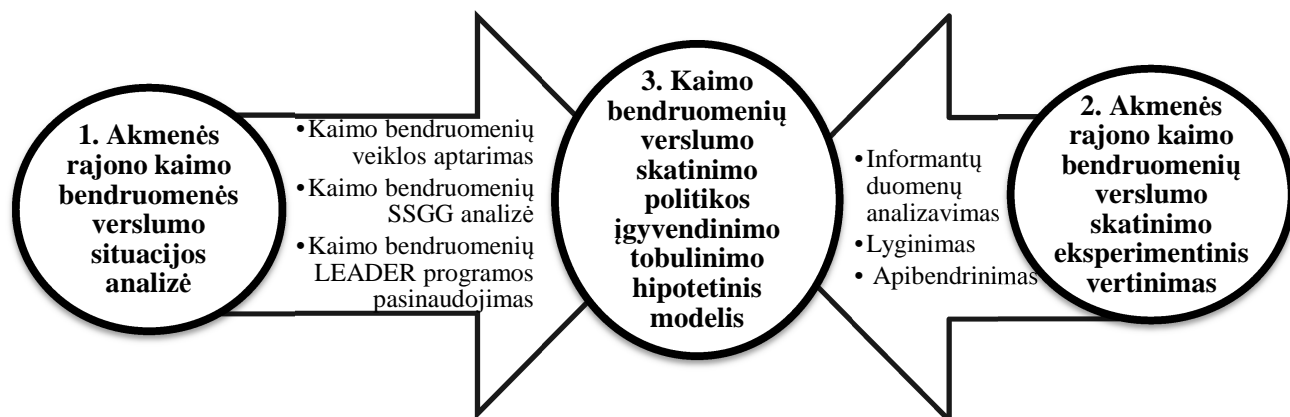 1. Akmenės
rajono kaimo
bendruomenės
verslumo
situacijos
analizė
•Kaimo bendruomenių
veiklos aptarimas
•Kaimo bendruomenių
SSGG analizė
•Kaimo bendruomenių
LEADER programos
pasinaudojimas
3. Kaimo
bendruomenių
verslumo
skatinimo
politikos
įgyvendinimo
tobulinimo
hipotetinis
modelis
•Informantų
duomenų
analizavimas
•Lyginimas
• Apibendrinimas
2. Akmenės
rajono kaimo
bendruomenių
verslumo
skatinimo
eksperimentinis
vertinimas